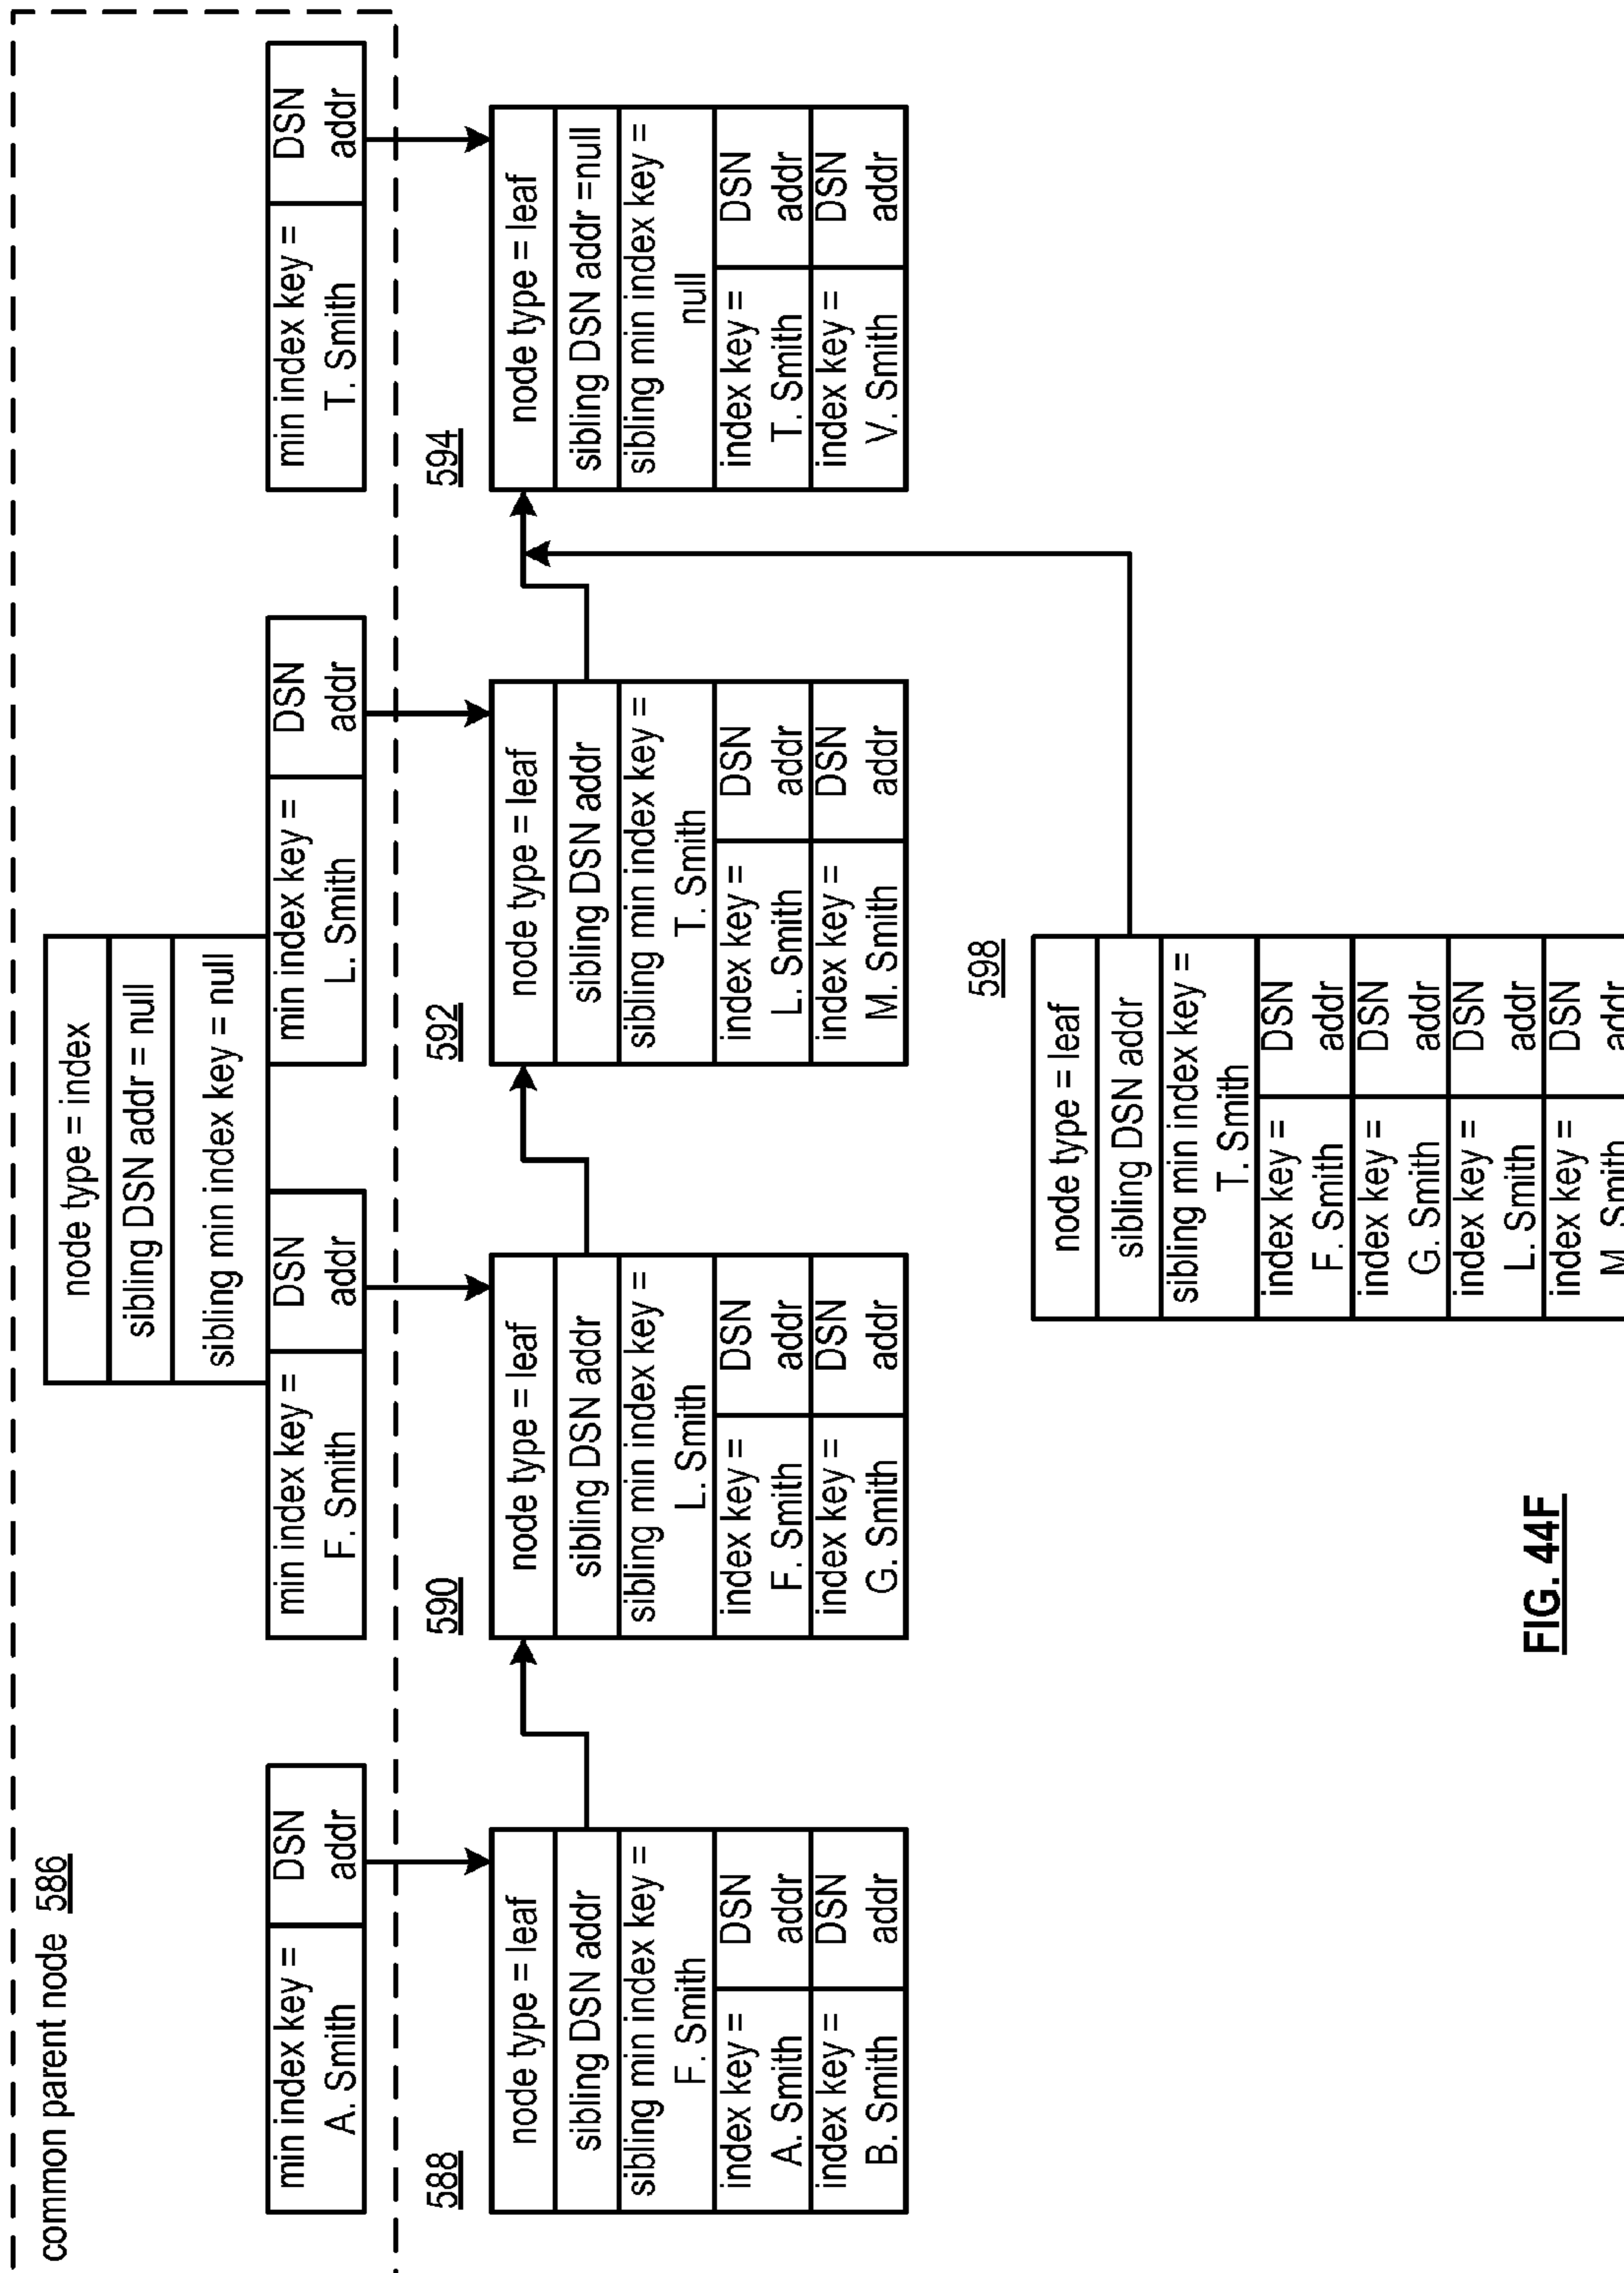 common parent node 586
node type = index
sibling DSN addr = null
sibling min index key = null
min index key =
A. Smith
DSN
addr
min index key =
F. Smith
DSN
addr
min index key =
L. Smith
DSN
addr
min index key =
T. Smith
DSN
addr
588
node type = leaf
sibling DSN addr
sibling min index key =
F. Smith
index key =
A. Smith
DSN
addr
index key =
B. Smith
DSN
addr
590
node type = leaf
sibling DSN addr
sibling min index key =
L. Smith
index key =
F. Smith
DSN
addr
index key =
G. Smith
DSN
addr
592
node type = leaf
sibling DSN addr
sibling min index key =
T. Smith
index key =
L. Smith
DSN
addr
index key =
M. Smith
DSN
addr
594
node type = leaf
sibling DSN addr =null
sibling min index key =
null
index key =
T. Smith
DSN
addr
index key =
V. Smith
DSN
addr
598
node type = leaf
sibling DSN addr
sibling min index key =
T. Smith
index key =
F. Smith
DSN
addr
index key =
G. Smith
DSN
addr
index key =
L. Smith
DSN
addr
index key =
M. Smith
DSN
addr
FIG. 44F